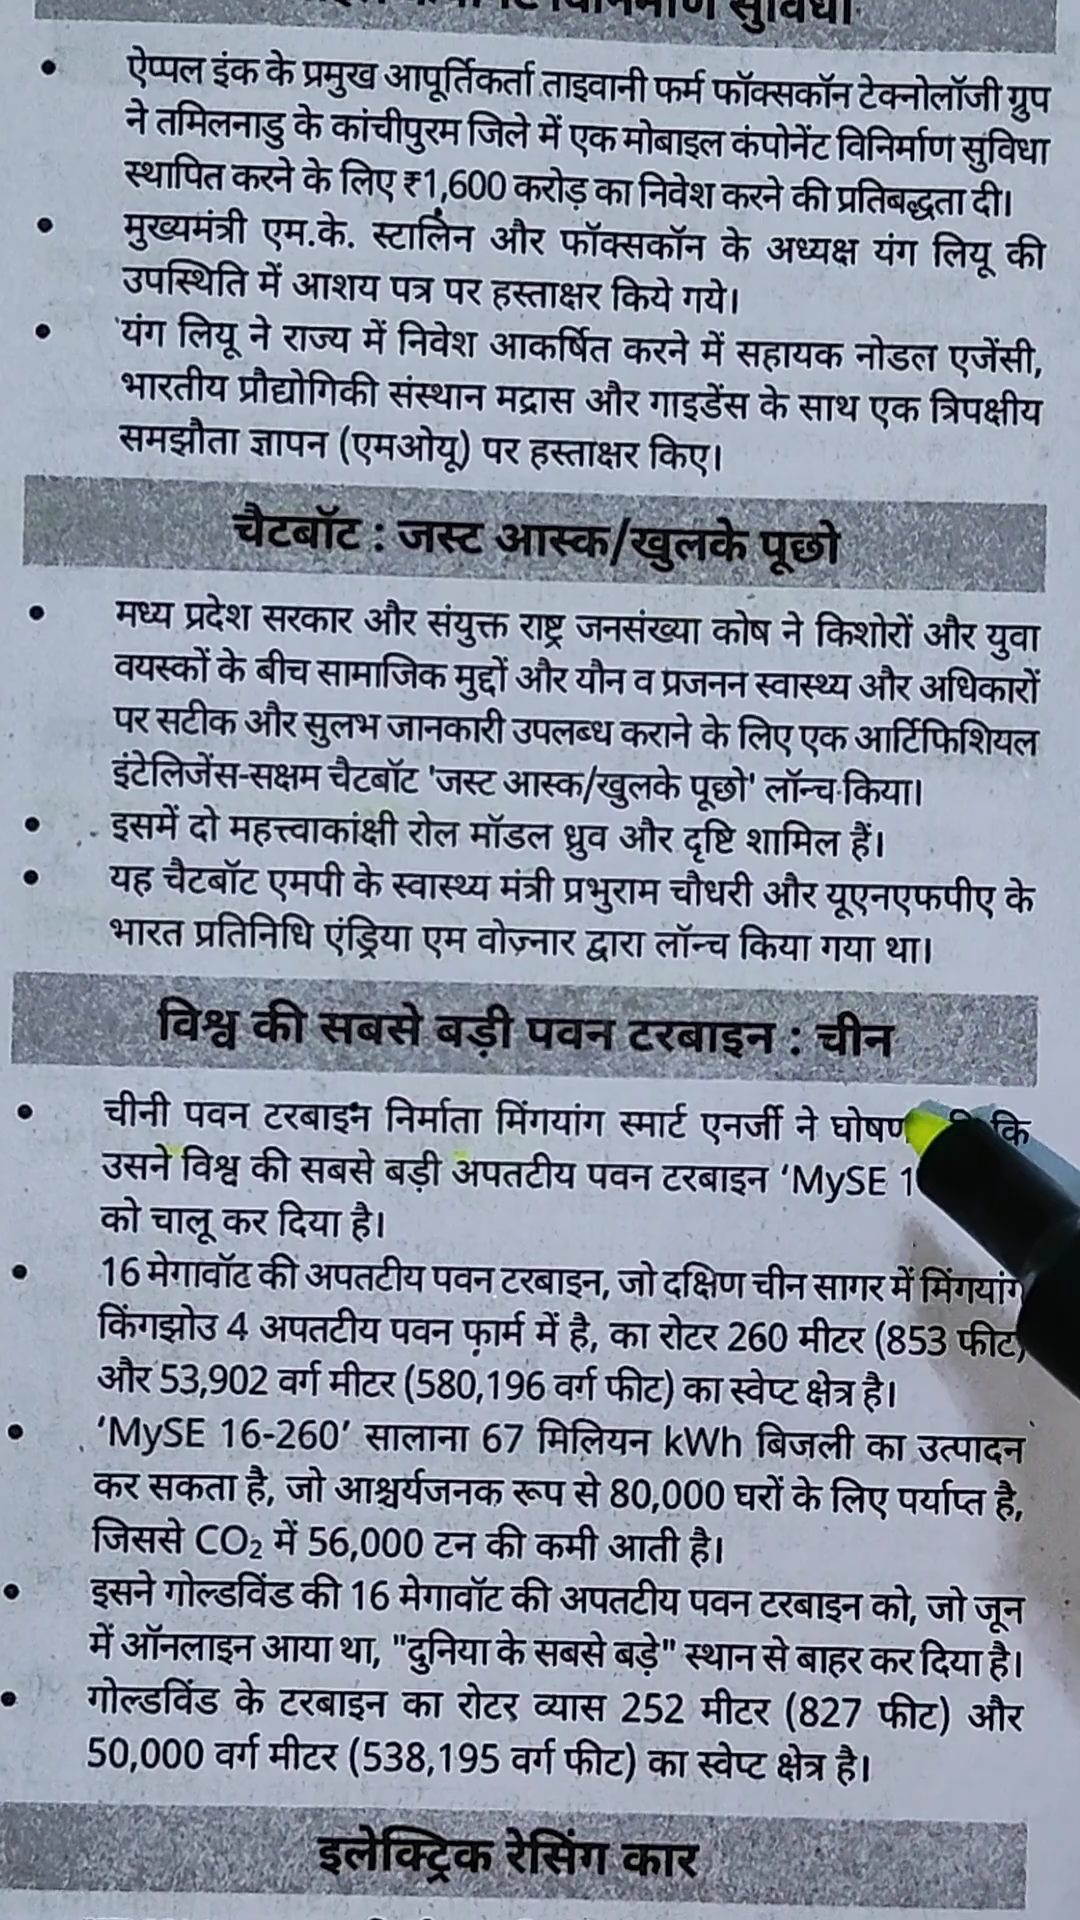 सुविधा
ऐप्पल इंक के प्रमुख आपूर्तिकर्ता ताइवानी फर्म फॉक्सकॉन टेक्नोलॉजी ग्रुप
ने तमिलनाडु के कांचीपुरम जिले में एक मोबाइल कंपोनेंट विनिर्माण सुविधा
स्थापित करने के लिए ₹1,600 करोड़ का निवेश करने की प्रतिबद्धता दी।
मुख्यमंत्री एम.के. स्टालिन और फॉक्सकॉन के अध्यक्ष यंग लियू की
उपस्थिति में आशय पत्र पर हस्ताक्षर किये गये।
यंग लियू ने राज्य में निवेश आकर्षित करने में सहायक नोडल एजेंसी,
भारतीय प्रौद्योगिकी संस्थान मद्रास और गाइडेंस के साथ एक त्रिपक्षीय
समझौता ज्ञापन (एमओयू) पर हस्ताक्षर किए।
चैटबॉट : जस्ट आस्क/खुलके पूछो
मध्य प्रदेश सरकार और संयुक्त राष्ट्र जनसंख्या कोष ने किशोरों और युवा
वयस्कों के बीच सामाजिक मुद्दों और यौन व प्रजनन स्वास्थ्य और अधिकारों
पर सटीक और सुलभ जानकारी उपलब्ध कराने के लिए एक आर्टिफिशियल
इंटेलिजेंस-सक्षम चैटबॉट 'जस्ट आस्क/खुलके पूछो' लॉन्च किया।
इसमें दो महत्त्वाकांक्षी रोल मॉडल ध्रुव और दृष्टि शामिल हैं।
यह चैटबॉट एमपी के स्वास्थ्य मंत्री प्रभुराम चौधरी और यूएनएफपीए के
भारत प्रतिनिधि एंड्रिया एम वोज़्नार द्वारा लॉन्च किया गया था।
विश्व की सबसे बड़ी पवन टरबाइन : चीन
चीनी पवन टरबाइन निर्माता मिंगयांग स्मार्ट एनर्जी ने कि
उसने विश्व की सबसे बड़ी अपतटीय पवन टरबाइन ‘MySE 1
को चालू कर दिया है।
16 मेगावॉट की अपतटीय पवन टरबाइन, जो दक्षिण चीन सागर में मिंगयांग
किंगझोउ 4 अपतटीय पवन फ़ार्म में है, का रोटर 260 मीटर (853 फीट)
और 53,902 वर्ग मीटर (580,196 वर्ग फीट) का स्वेप्ट क्षेत्र है।
‘MySE 16-260’ सालाना 67 मिलियन kWh बिजली का उत्पादन
कर सकता है, जो आश्चर्यजनक रूप से 80,000 घरों के लिए पर्याप्त है,
जिससे CO₂ में 56,000 टन की कमी आती है।
इसने गोल्डविंड की 16 मेगावॉट की अपतटीय पवन टरबाइन को, जो जून
में ऑनलाइन आया था, "दुनिया के सबसे बड़े" स्थान से बाहर कर दिया है।
गोल्डविंड के टरबाइन का रोटर व्यास 252 मीटर (827 फीट) और
50,000 वर्ग मीटर (538,195 वर्ग फीट) का स्वेप्ट क्षेत्र है।
इलेक्ट्रिक रेसिंग कार